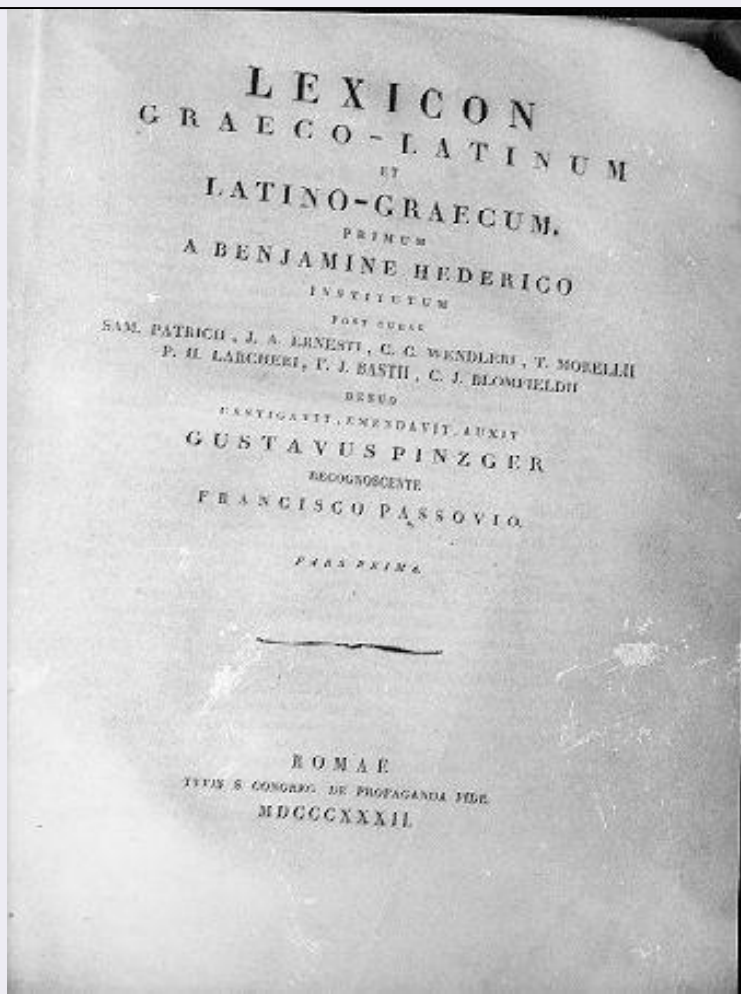 LEXICON
GRAECO-LATINUM
ET
LATINO-GRAECUM.
PRIMUM
A BENJAMINE HEDERICO
INSTITUTUM
POST CURAS
SAM. PATRICII, J. A. ERNESTI, C. C. WENDLERI, T. MORELLII
P. H. LARCHERI, F. J. BASTII, C. J. BLOMFIELDII
DENUO
CASTIGAVIT, EMENDAVIT, AUXIT
GUSTAVUS PINZGER
RECOGNOSCENTE
FRANCISCO PASSOVIO.
PARS PRIMA.
ROMAE
TYPIS S. CONGREG. DE PROPAGANDA FIDE.
MDCCCXXXII.